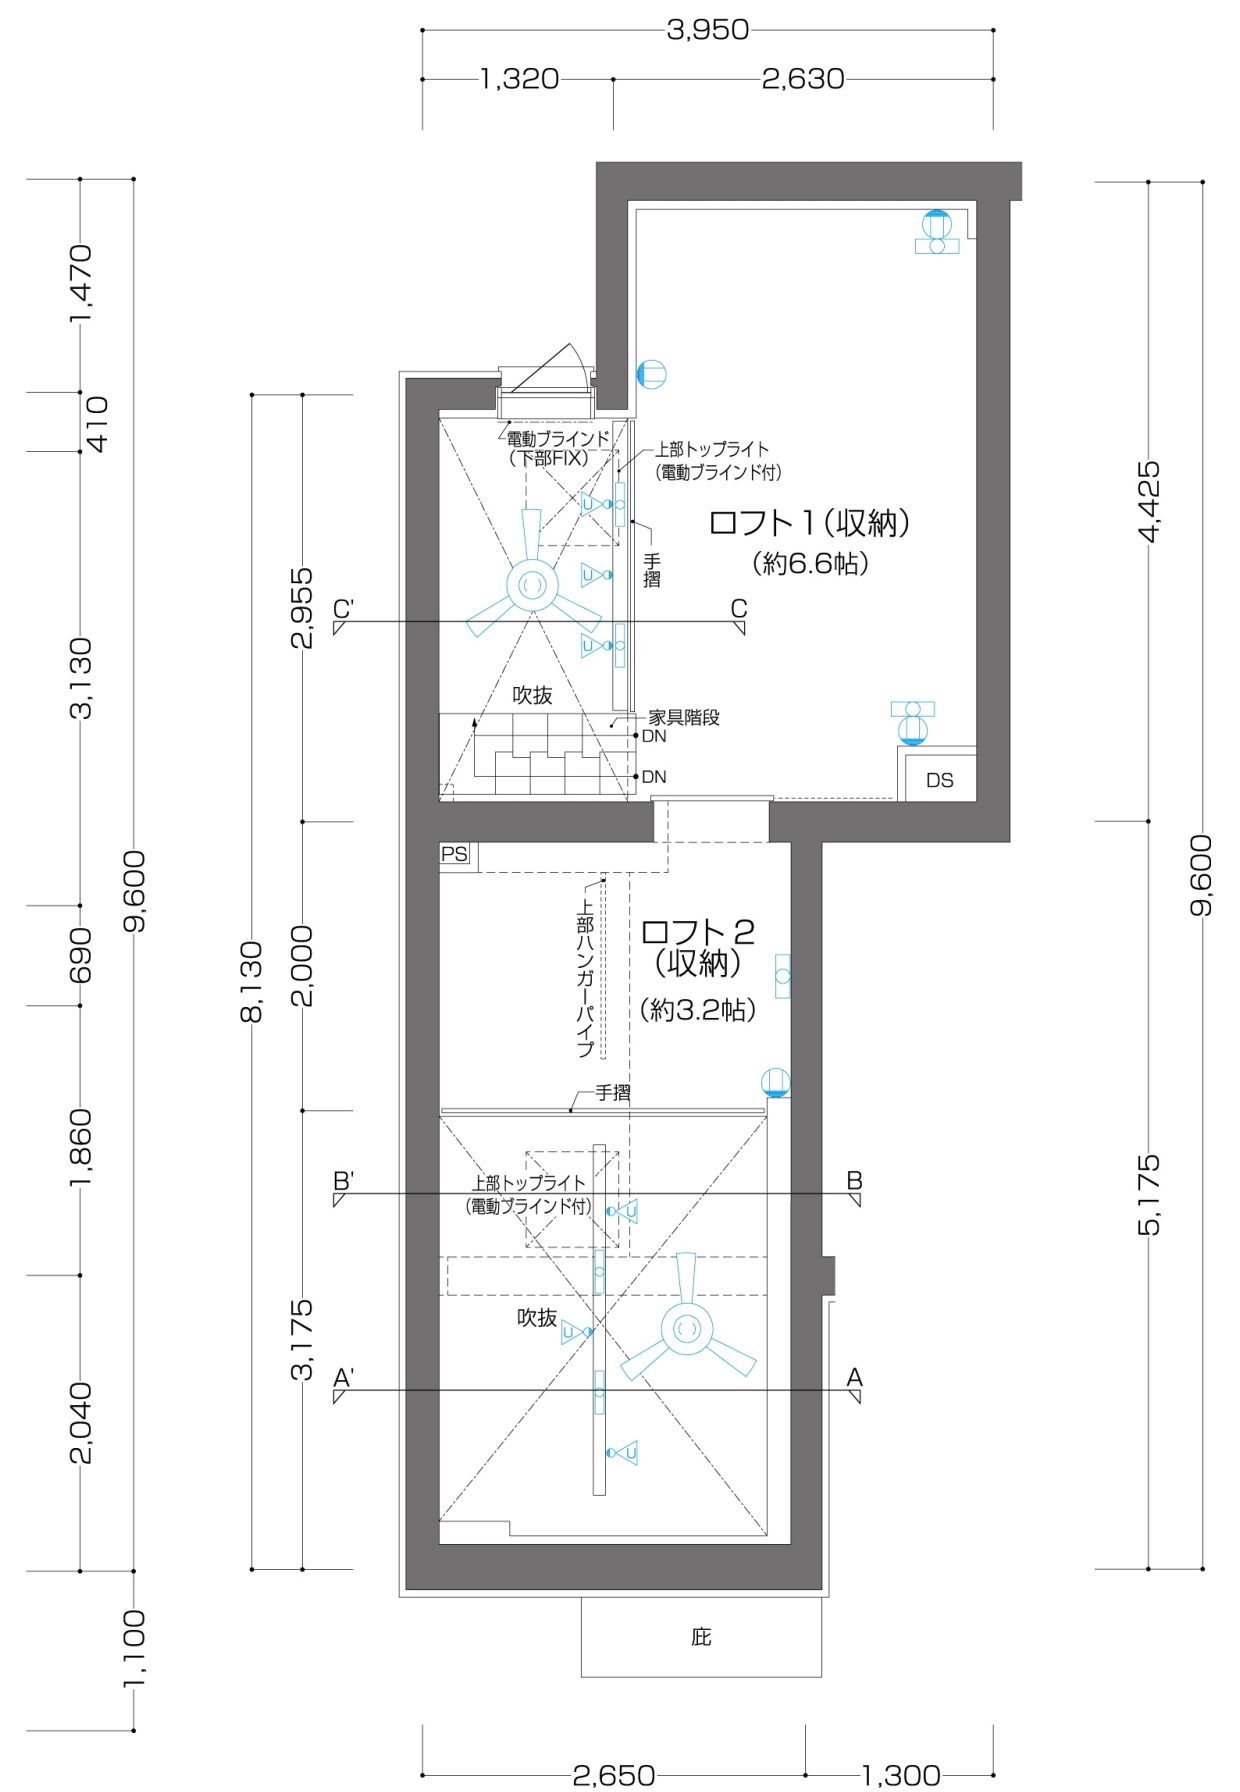 3,950
1,320
2,630
1,470
410
3,130
9,600
690
1,860
2,040
1,100
2,955
8,130
2,000
3,175
4,425
9,600
5,175
電動ブラインド
(下部FIX)
上部トップライト
(電動ブラインド付)
U
U
U
手摺
ロフト1(収納)
(約6.6帖)
C'
C
吹抜
家具階段
DN
DN
DS
PS
上部ハンガーパイプ
ロフト2
(収納)
(約3.2帖)
手摺
上部トップライト
(電動ブラインド付)
B'
B
U
吹抜
U
A'
A
U
庇
2,650
1,300